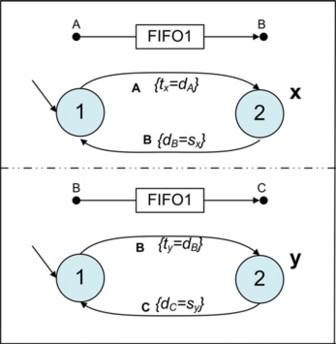 A B
FIFO1
A {tx=dA}
x
1 2
B {dB=sx}
B C
FIFO1
B {ty=dB}
y
1 2
C {dC=sy}